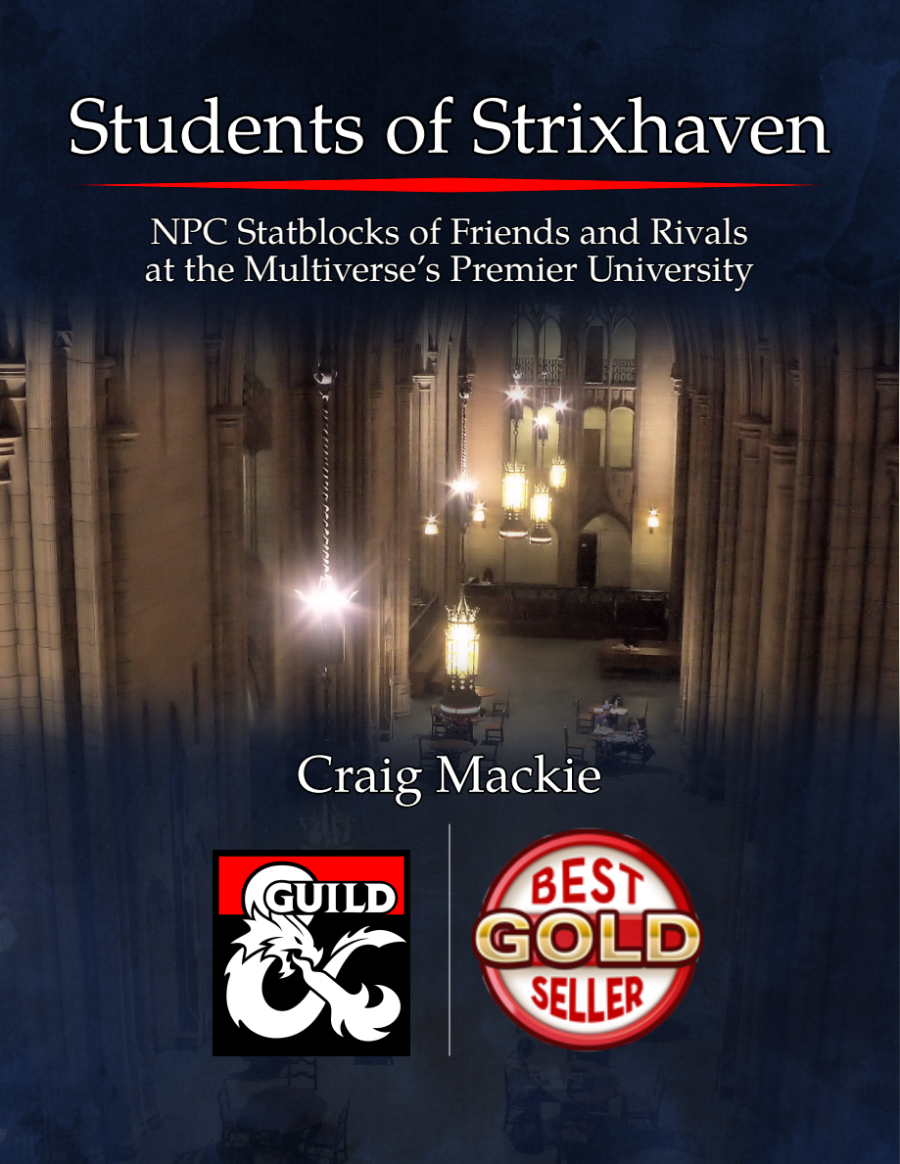 Students of Strixhaven
NPC Statblocks of Friends and Rivals
at the Multiverse's Premier University
Craig Mackie
GUILD
BEST
GOLD
SELLER